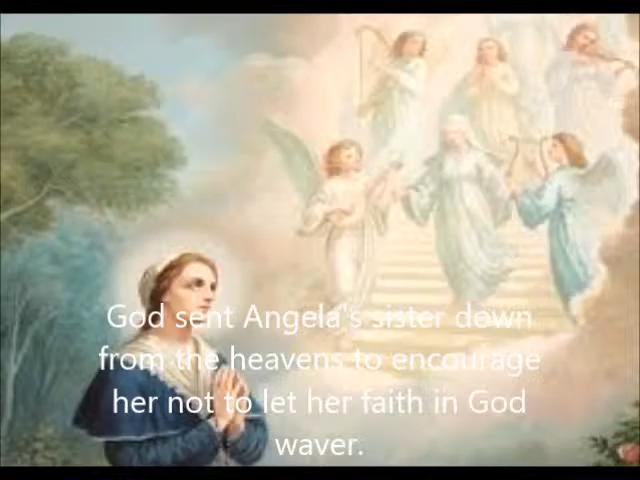 God sent Angela's sister down
from the heavens to encourage
her not to let her faith in God
waver.